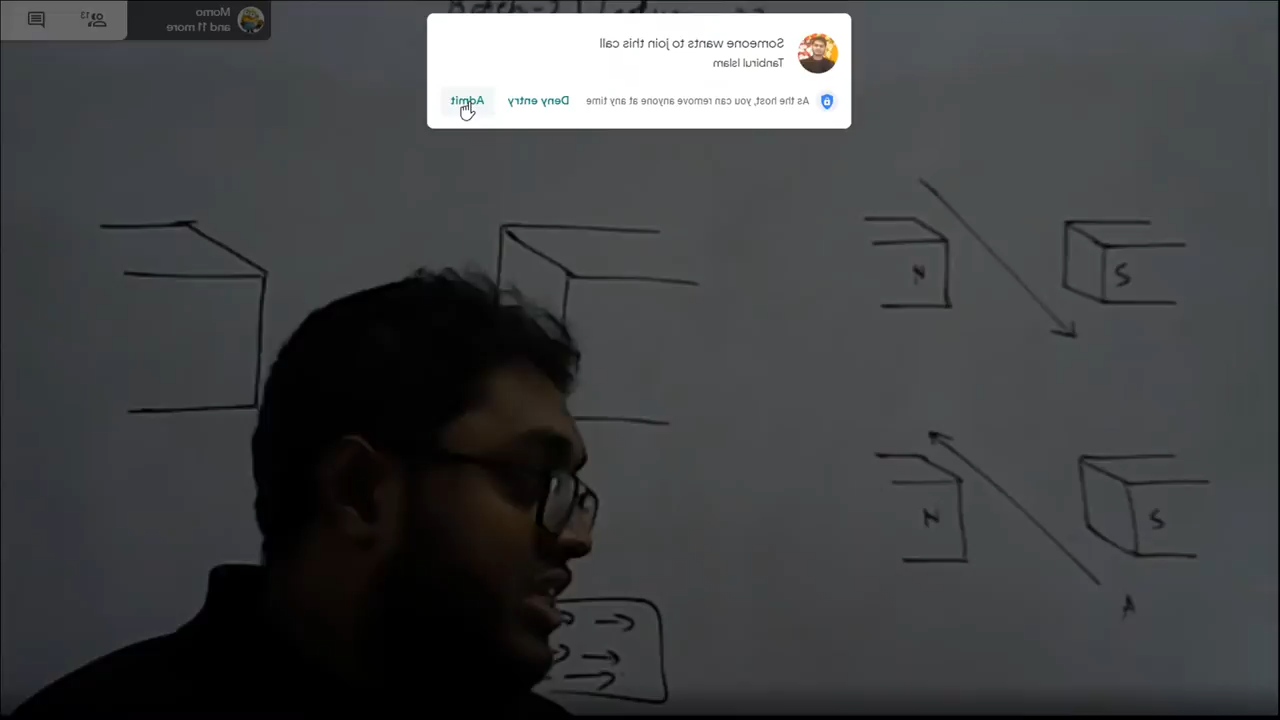 Momo
and 11 more
13
Someone wants to join this call
Tanbirul Islam
As the host, you can remove anyone at any time
Deny entry
Admit
N
S
N
S
A